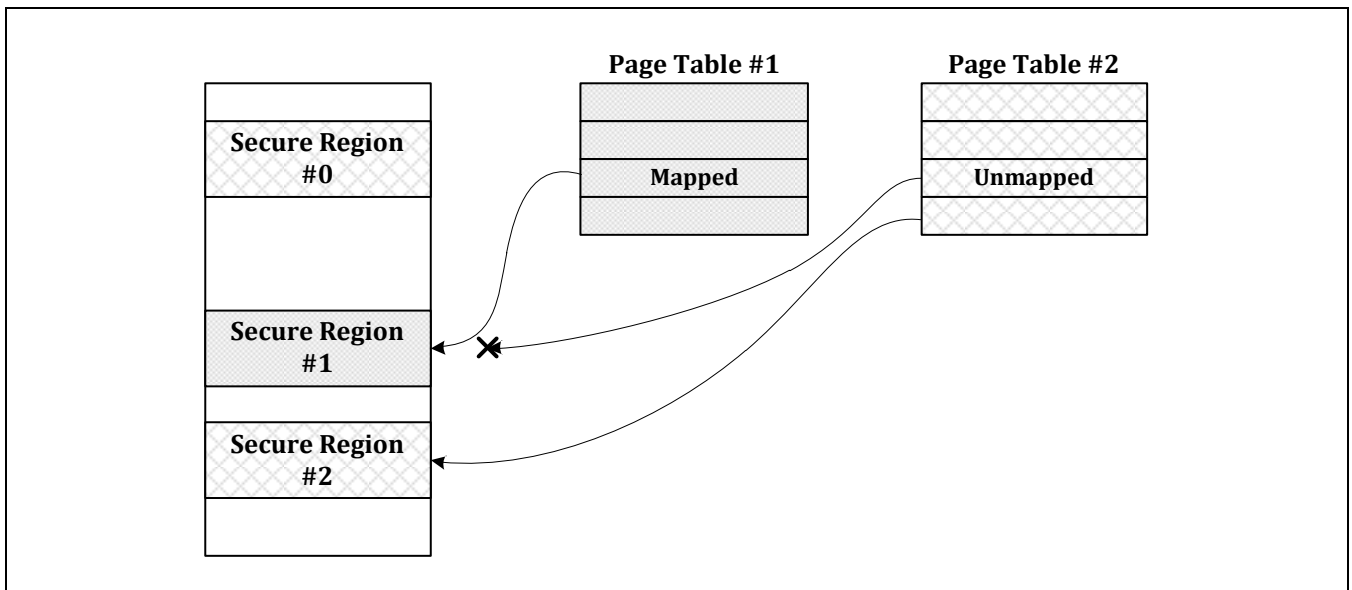 Page Table #1
Page Table #2
Secure Region
#0
Mapped
Unmapped
Secure Region
#1
Secure Region
#2